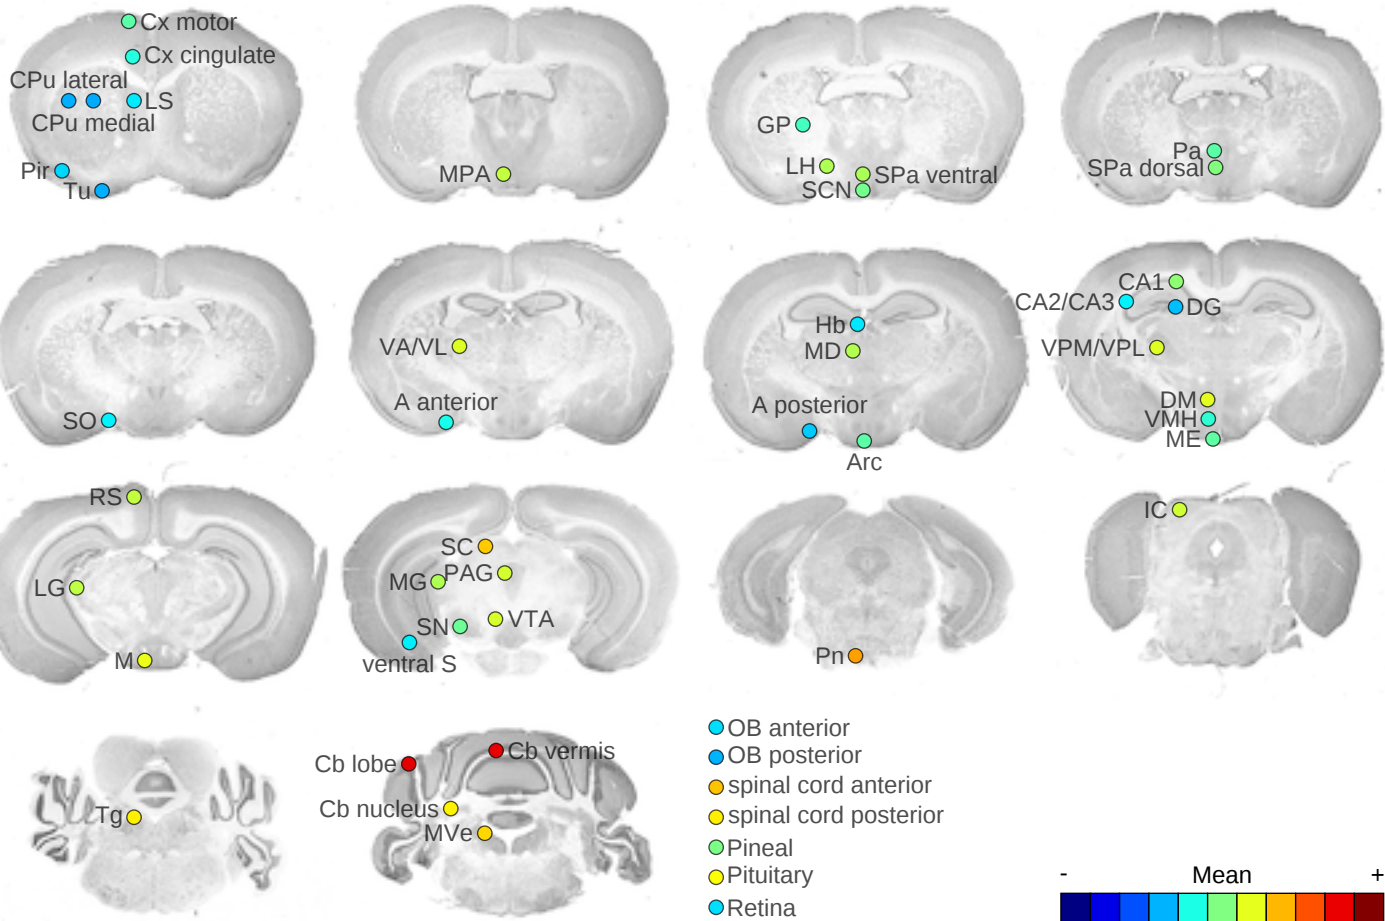 Cx motor
Cx cingulate
CPu lateral
LS
CPu medial
Pir
Tu
MPA
GP
LH
SPa ventral
SCN
Pa
SPa dorsal
SO
VA/VL
A anterior
Hb
MD
A posterior
Arc
CA1
CA2/CA3
DG
VPM/VPL
DM
VMH
ME
RS
LG
M
SC
PAG
MG
VTA
SN
ventral S
Pn
IC
Tg
Cb lobe
Cb vermis
Cb nucleus
MVe
OB anterior
OB posterior
spinal cord anterior
spinal cord posterior
Pineal
Pituitary
Retina
- Mean +